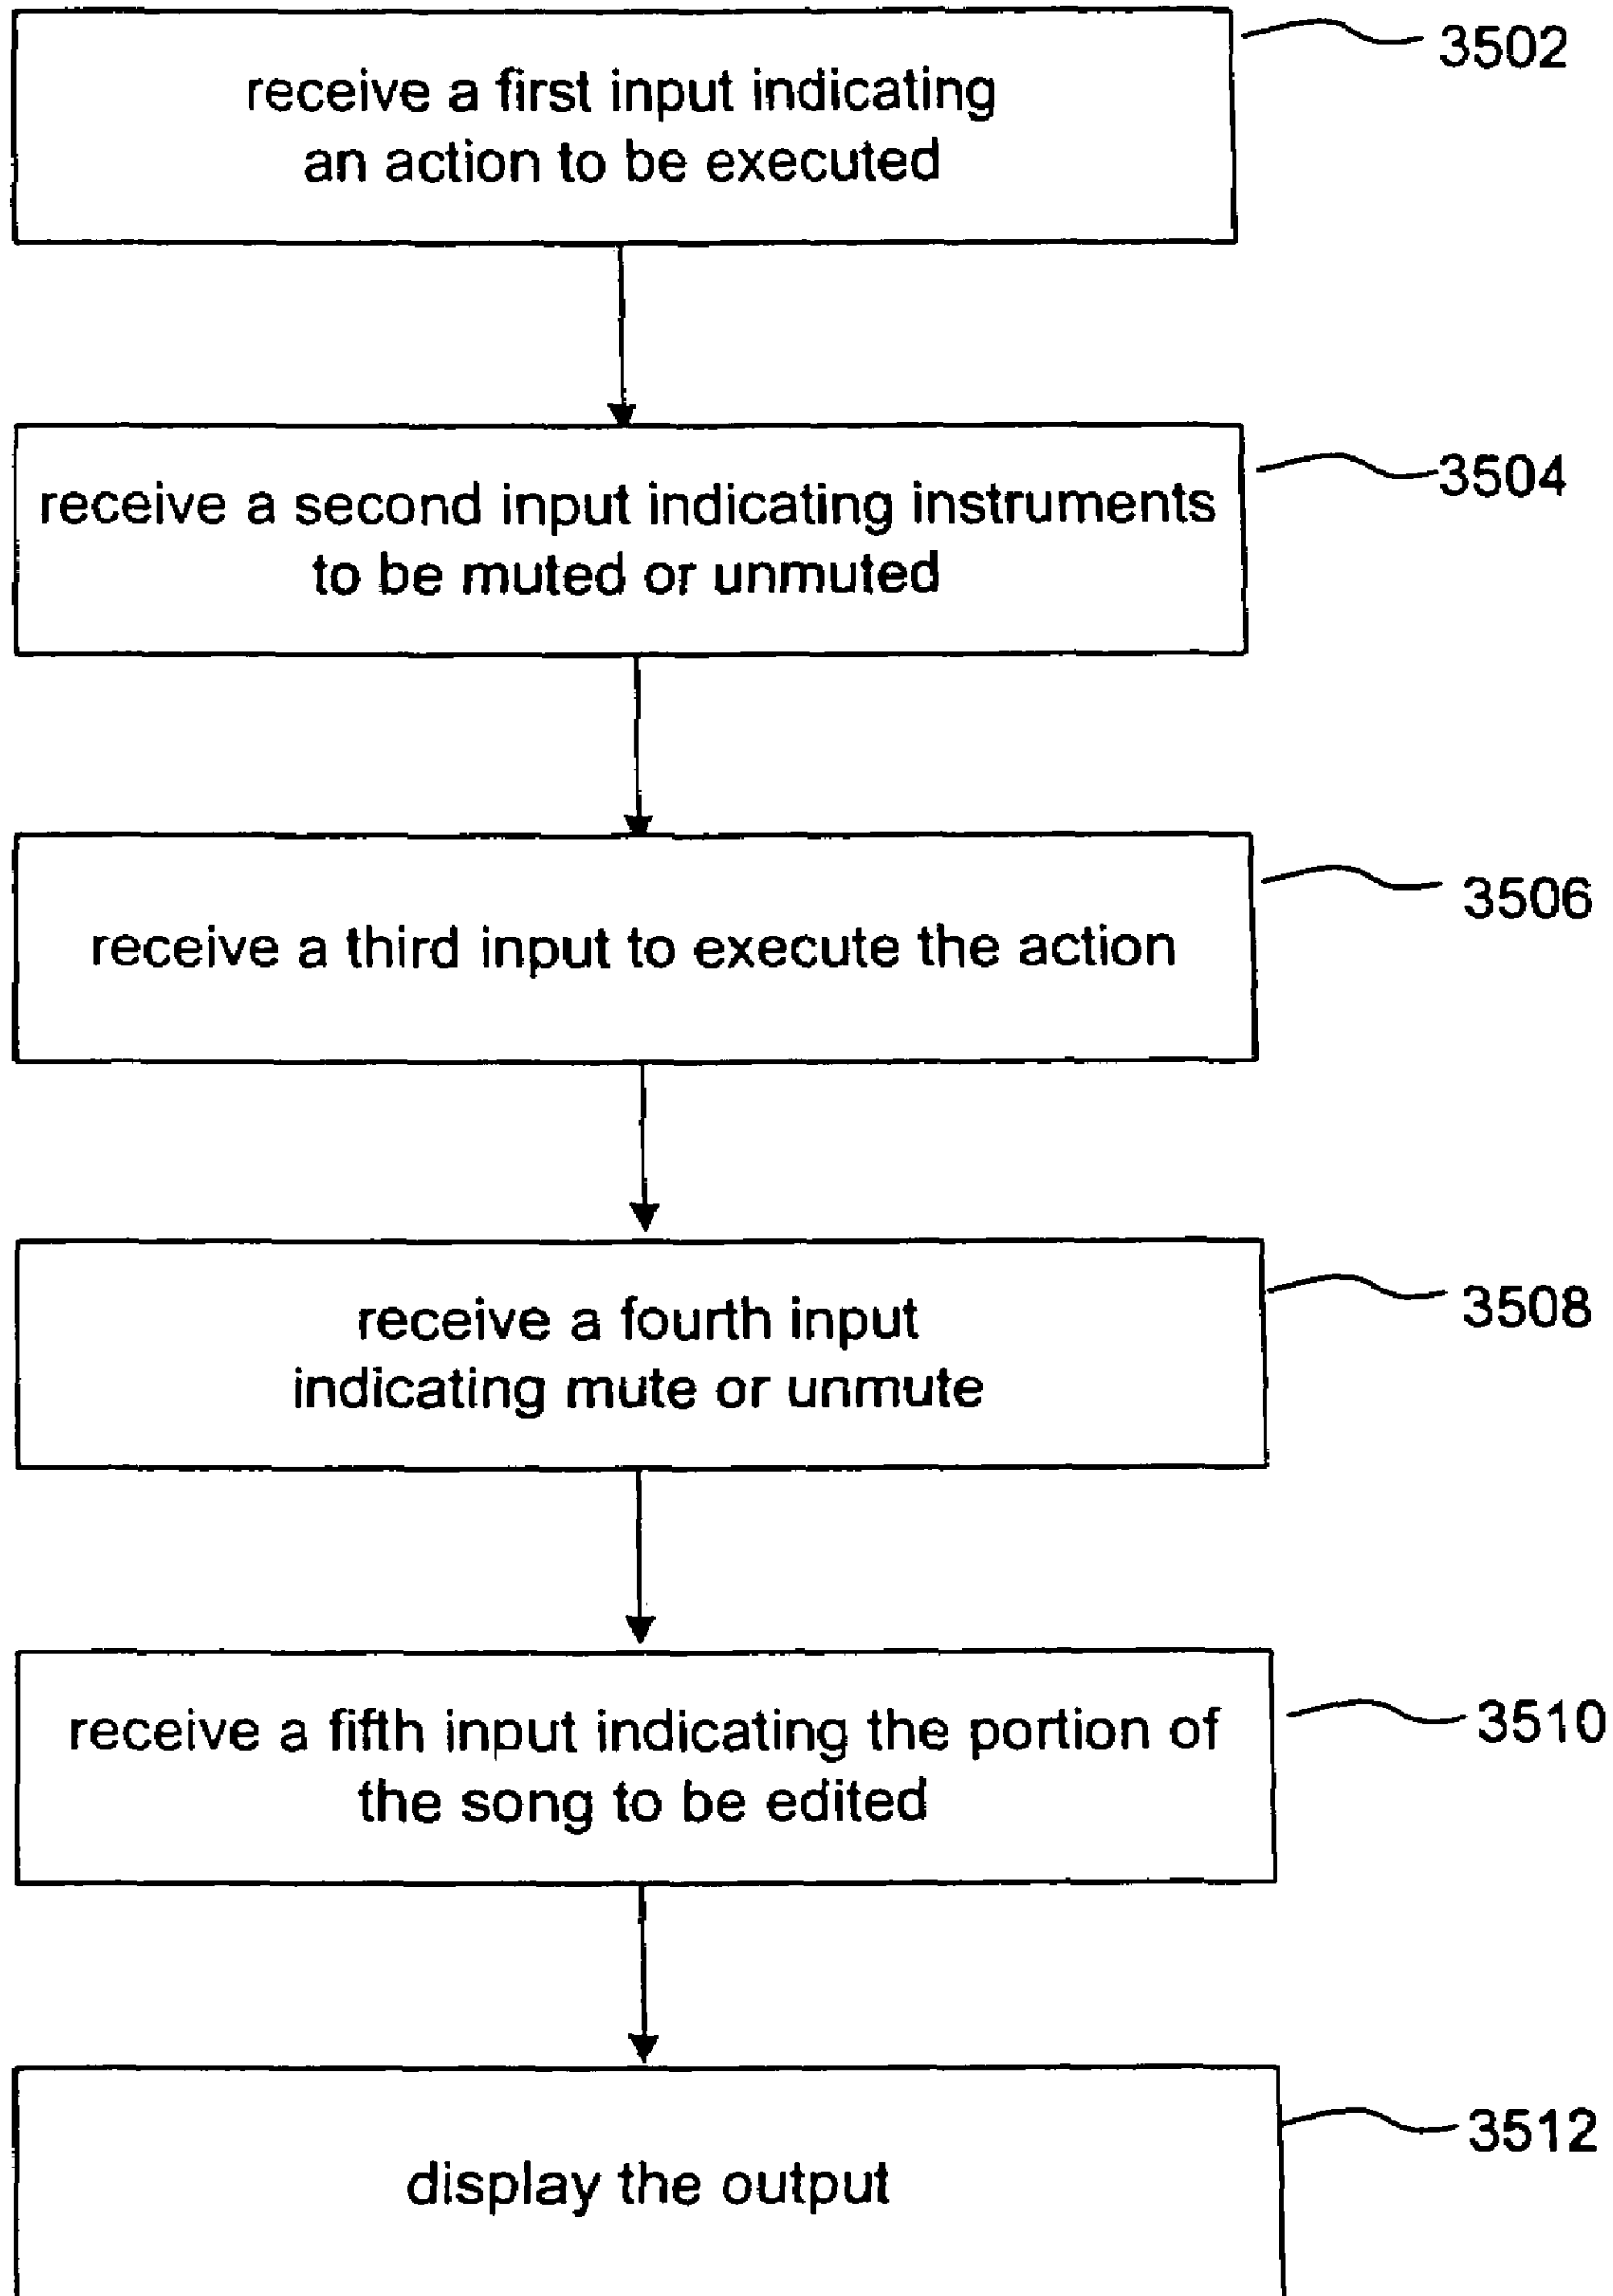 receive a first input indicating
an action to be executed
3502
receive a second input indicating instruments
to be muted or unmuted
3504
receive a third input to execute the action
3506
receive a fourth input
indicating mute or unmute
3508
receive a fifth input indicating the portion of
the song to be edited
3510
display the output
3512